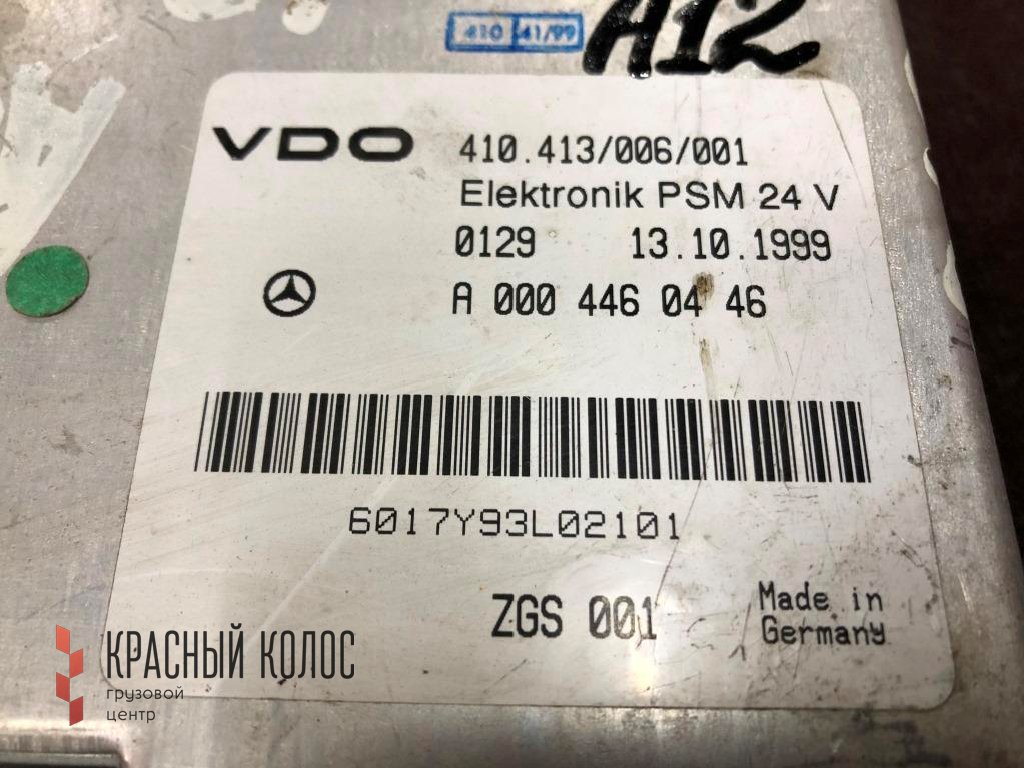 410 41/99
A12
VDO 410.413/006/001
Elektronik PSM 24 V
0129 13.10.1999
A 000 446 04 46
6017Y93L02101
ZGS 001
Made in
Germany
КРАСНЫЙ КОЛОС
грузовой
центр